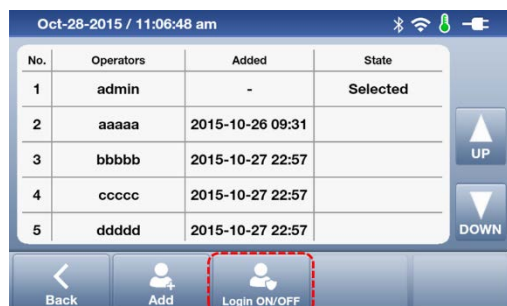 Oct-28-2015 / 11:06:48 am
No. Operators Added State
1 admin - Selected
2 aaaaa 2015-10-26 09:31
3 bbbbb 2015-10-27 22:57
4 ccccc 2015-10-27 22:57
5 ddddd 2015-10-27 22:57
UP
DOWN
Back Add Login ON/OFF